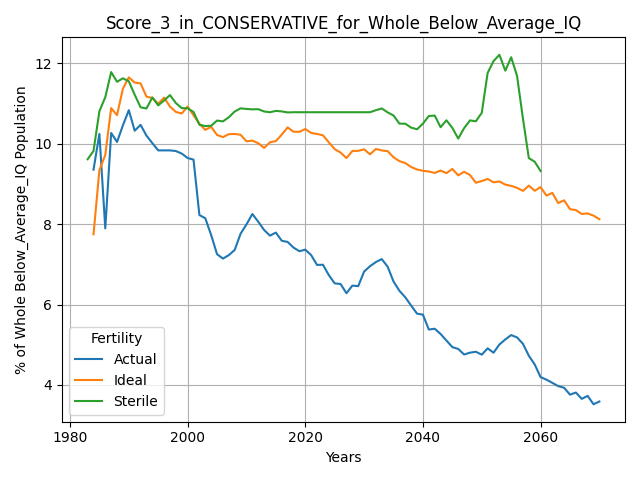 Score_3_in_CONSERVATIVE_for_Whole_Below_Average_IQ
% of Whole Below_Average_IQ Population
12
10
8
6
4
Fertility
Actual
Ideal
Sterile
1980
2000
2020
2040
2060
Years